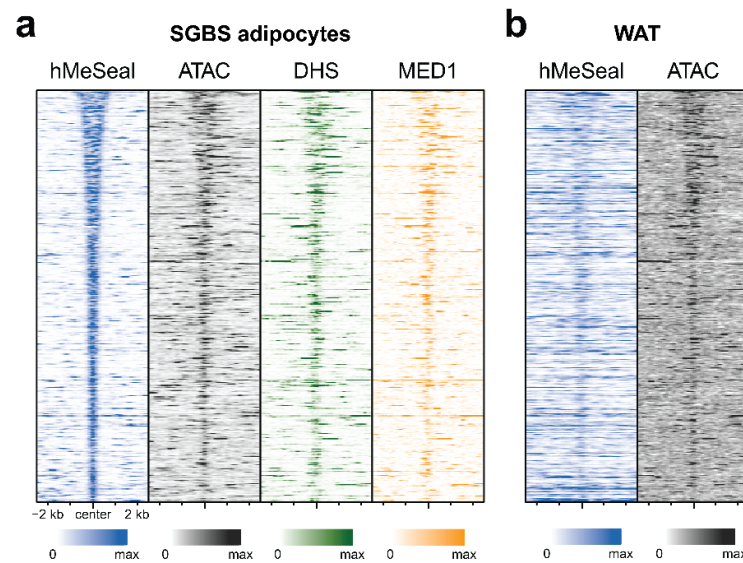 a
SGBS adipocytes
hMeSeal ATAC DHS MED1
−2 kb center 2 kb
0 max 0 max 0 max 0 max
b
WAT
hMeSeal ATAC
0 max 0 max